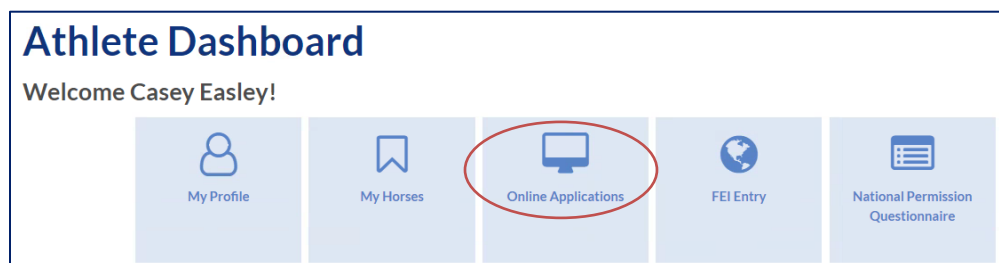 Athlete Dashboard
Welcome Casey Easley!
My Profile
My Horses
Online Applications
FEI Entry
National Permission
Questionnaire